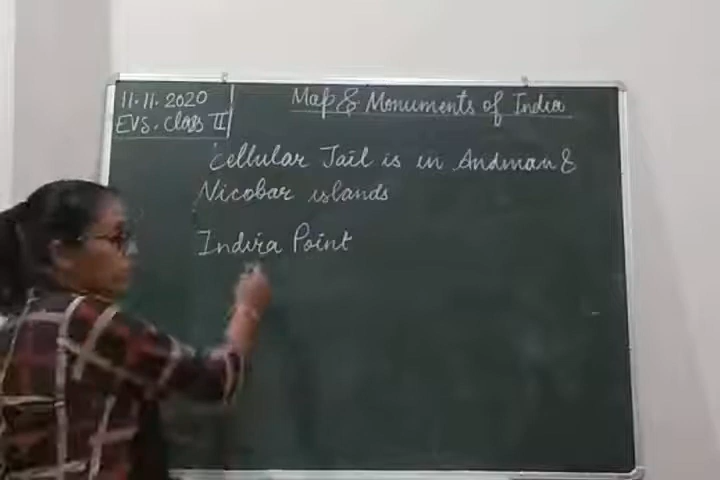 11.11.2020
EVS. Class II
Map & Monuments of India
Cellular Jail is in Andman &
Nicobar islands
Indira Point